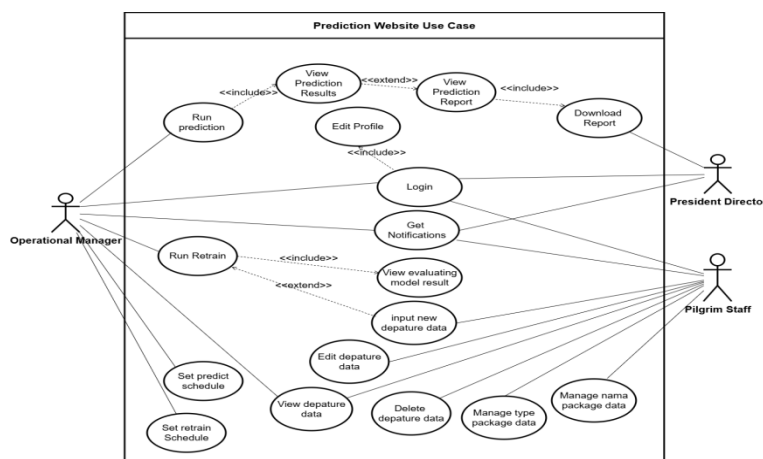 Prediction Website Use Case
View
Prediction
Results
<<extend>>
View
Prediction
Report
<<include>>
<<include>>
Run
prediction
Download
Report
Edit Profile
<<include>>
Login
President Directo
Operational Manager
Get
Notifications
Run Retrain
<<include>>
View evaluating
model result
<<extend>>
Pilgrim Staff
input new
depature data
Edit depature
data
Set predict
schedule
View depature
data
Delete
depature data
Manage type
package data
Manage nama
package data
Set retrain
Schedule